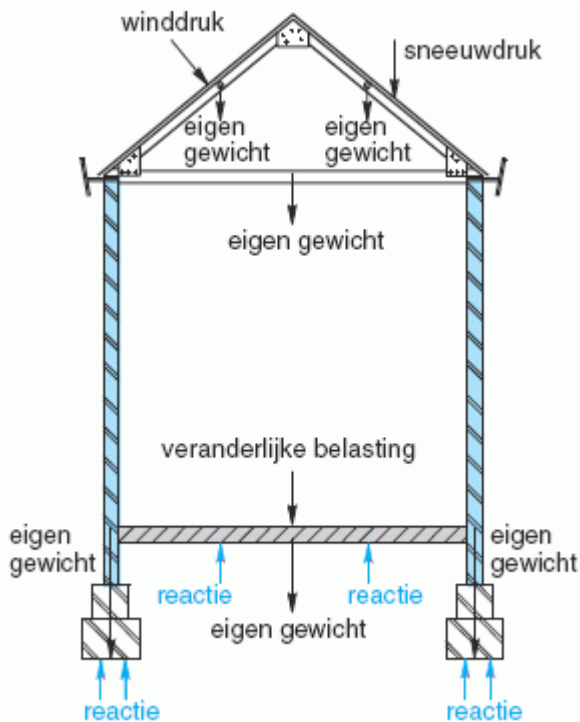 winddruk
sneeuwdruk
eigen
gewicht
eigen
gewicht
eigen gewicht
veranderlijke belasting
eigen
gewicht
eigen
gewicht
reactie
reactie
eigen gewicht
reactie
reactie